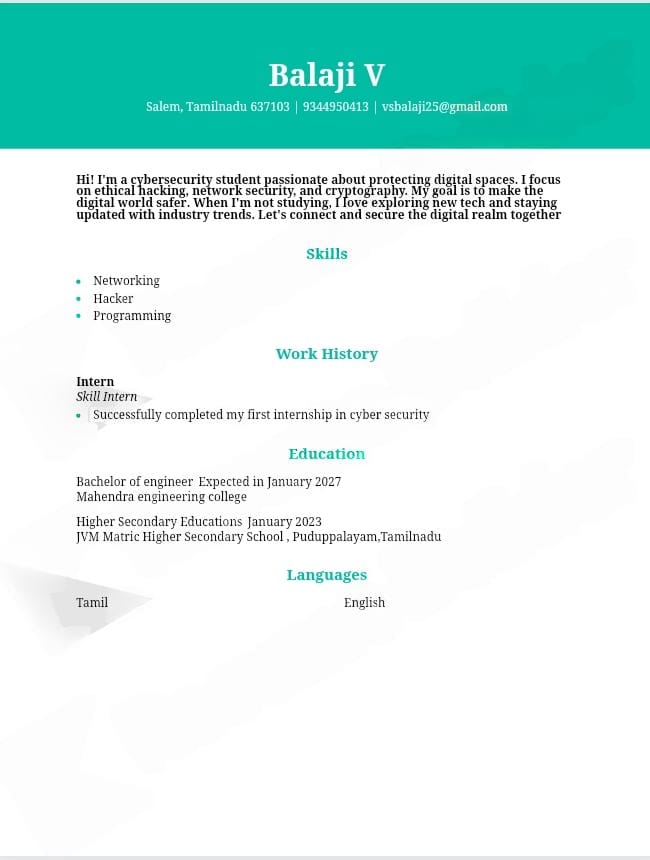 Balaji V
Salem, Tamilnadu 637103 | 9344950413 | vsbalaji25@gmail.com
Hi! I'm a cybersecurity student passionate about protecting digital spaces. I focus
on ethical hacking, network security, and cryptography. My goal is to make the
digital world safer. When I'm not studying, I love exploring new tech and staying
updated with industry trends. Let's connect and secure the digital realm together
Skills
• Networking
• Hacker
• Programming
Work History
Intern
Skill Intern
• Successfully completed my first internship in cyber security
Education
Bachelor of engineer Expected in January 2027
Mahendra engineering college
Higher Secondary Educations January 2023
JVM Matric Higher Secondary School , Puduppalayam,Tamilnadu
Languages
Tamil English